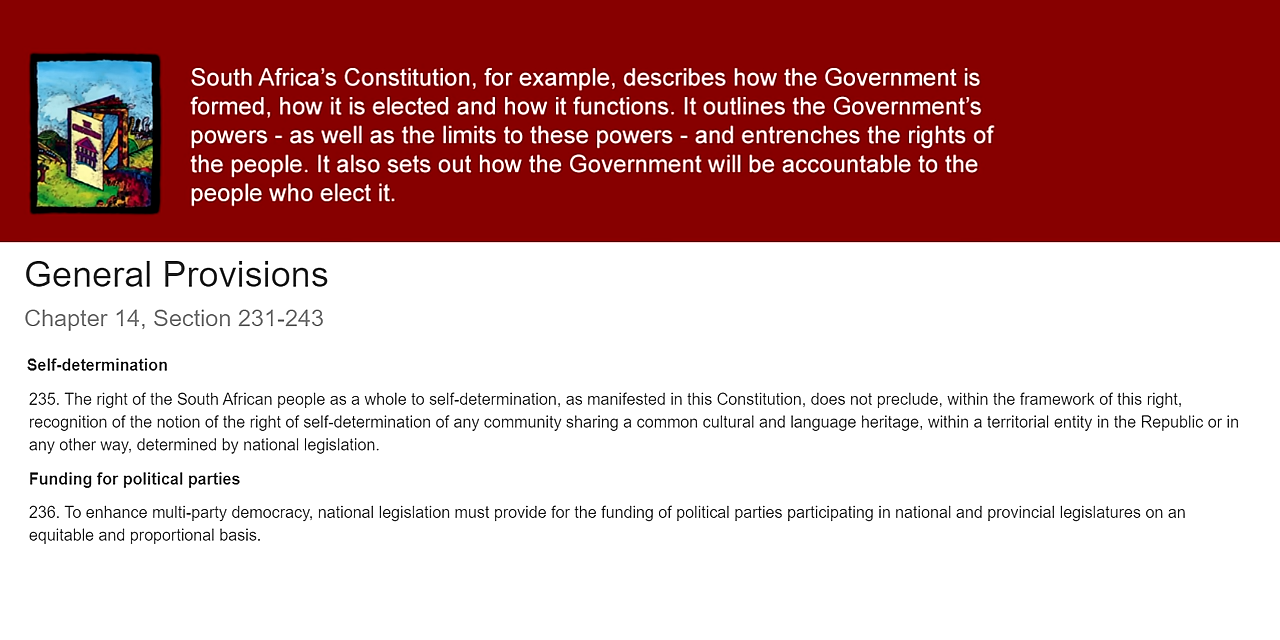 South Africa’s Constitution, for example, describes how the Government is
formed, how it is elected and how it functions. It outlines the Government’s
powers - as well as the limits to these powers - and entrenches the rights of
the people. It also sets out how the Government will be accountable to the
people who elect it.
General Provisions
Chapter 14, Section 231-243
Self-determination
235. The right of the South African people as a whole to self-determination, as manifested in this Constitution, does not preclude, within the framework of this right,
recognition of the notion of the right of self-determination of any community sharing a common cultural and language heritage, within a territorial entity in the Republic or in
any other way, determined by national legislation.
Funding for political parties
236. To enhance multi-party democracy, national legislation must provide for the funding of political parties participating in national and provincial legislatures on an
equitable and proportional basis.